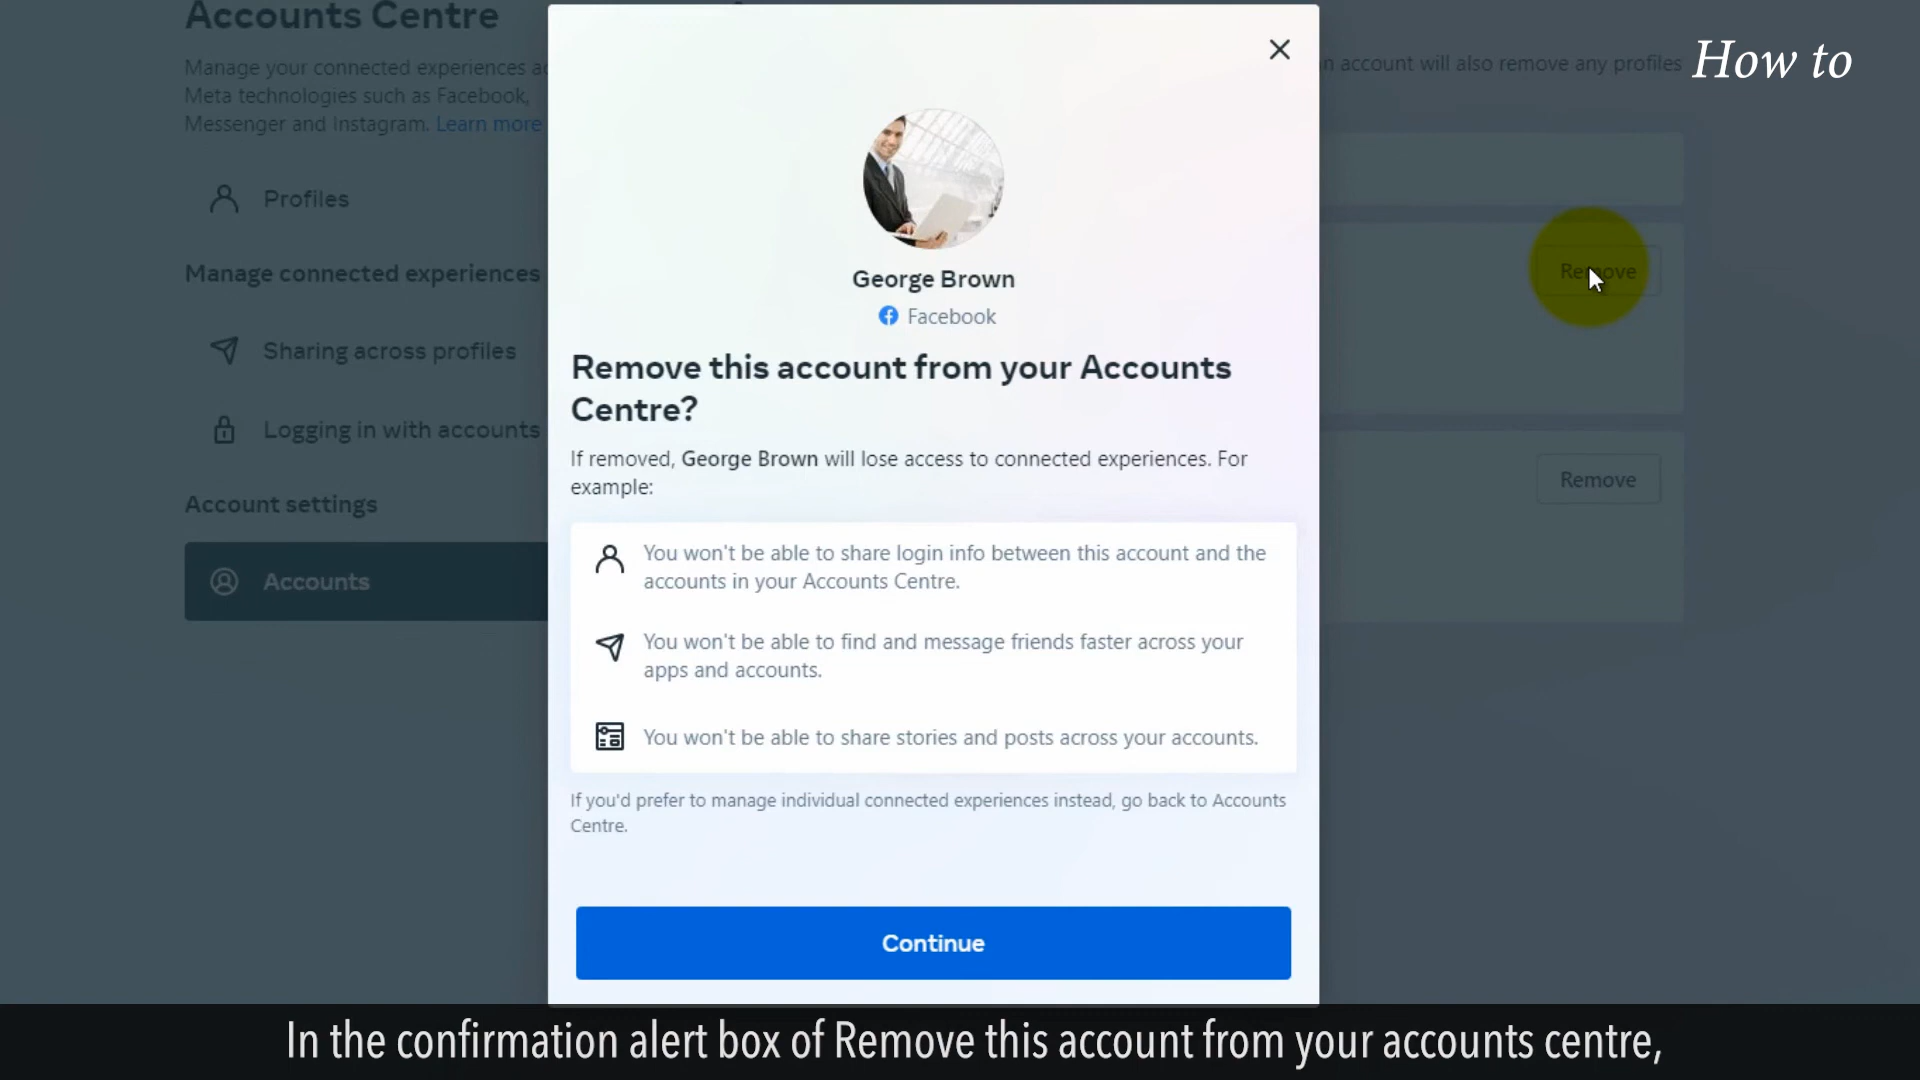 Accounts Centre
Manage your connected experiences ac
Meta technologies such as Facebook,
Messenger and Instagram. Learn more
Profiles
Manage connected experiences
Sharing across profiles
Logging in with accounts
Account settings
Accounts
George Brown
Facebook
Remove this account from your Accounts
Centre?
If removed, George Brown will lose access to connected experiences. For
example:
You won't be able to share login info between this account and the
accounts in your Accounts Centre.
You won't be able to find and message friends faster across your
apps and accounts.
You won't be able to share stories and posts across your accounts.
If you'd prefer to manage individual connected experiences instead, go back to Accounts
Centre.
Continue
n account will also remove any profiles
How to
Remove
Remove
In the confirmation alert box of Remove this account from your accounts centre,